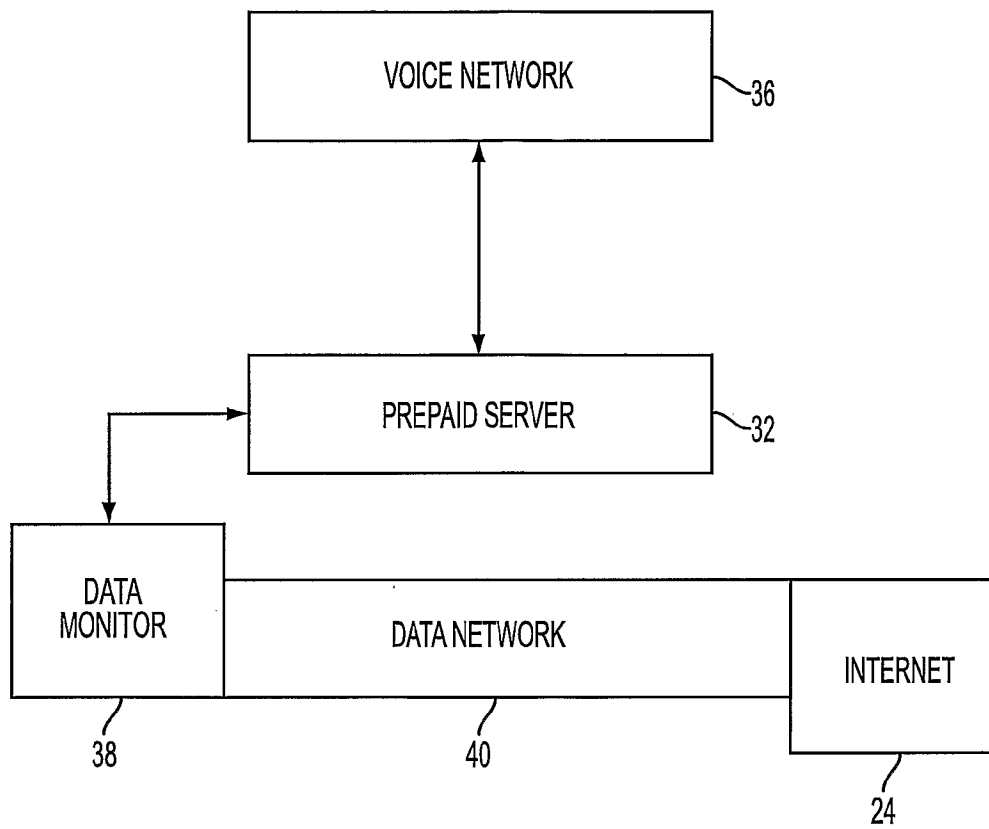 VOICE NETWORK
36
PREPAID SERVER
32
DATA
MONITOR
DATA NETWORK
INTERNET
38
40
24